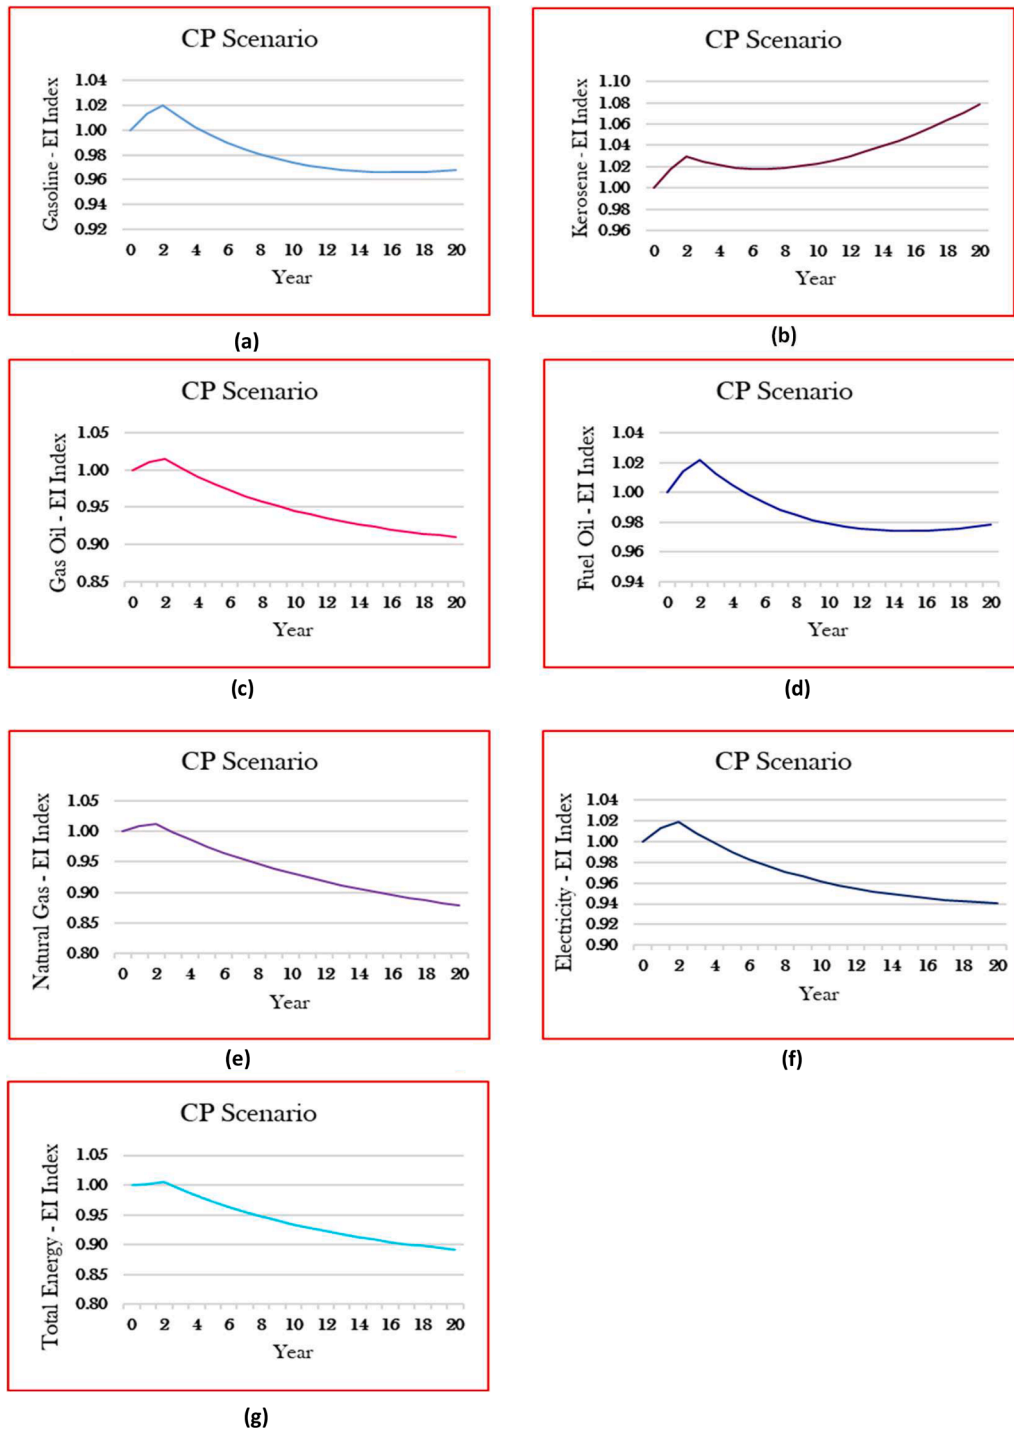 CP Scenario
Gasoline - EI Index
1.04
1.02
1.00
0.98
0.96
0.94
0.92
0 2 4 6 8 10 12 14 16 18 20
Year
(a)
CP Scenario
Kerosene - EI Index
1.10
1.08
1.06
1.04
1.02
1.00
0.98
0.96
0 2 4 6 8 10 12 14 16 18 20
Year
(b)
CP Scenario
Gas Oil - EI Index
1.05
1.00
0.95
0.90
0.85
0 2 4 6 8 10 12 14 16 18 20
Year
(c)
CP Scenario
Fuel Oil - EI Index
1.04
1.02
1.00
0.98
0.96
0.94
0 2 4 6 8 10 12 14 16 18 20
Year
(d)
CP Scenario
Natural Gas - EI Index
1.05
1.00
0.95
0.90
0.85
0.80
0 2 4 6 8 10 12 14 16 18 20
Year
(e)
CP Scenario
Electricity - EI Index
1.04
1.02
1.00
0.98
0.96
0.94
0.92
0.90
0 2 4 6 8 10 12 14 16 18 20
Year
(f)
CP Scenario
Total Energy - EI Index
1.05
1.00
0.95
0.90
0.85
0.80
0 2 4 6 8 10 12 14 16 18 20
Year
(g)